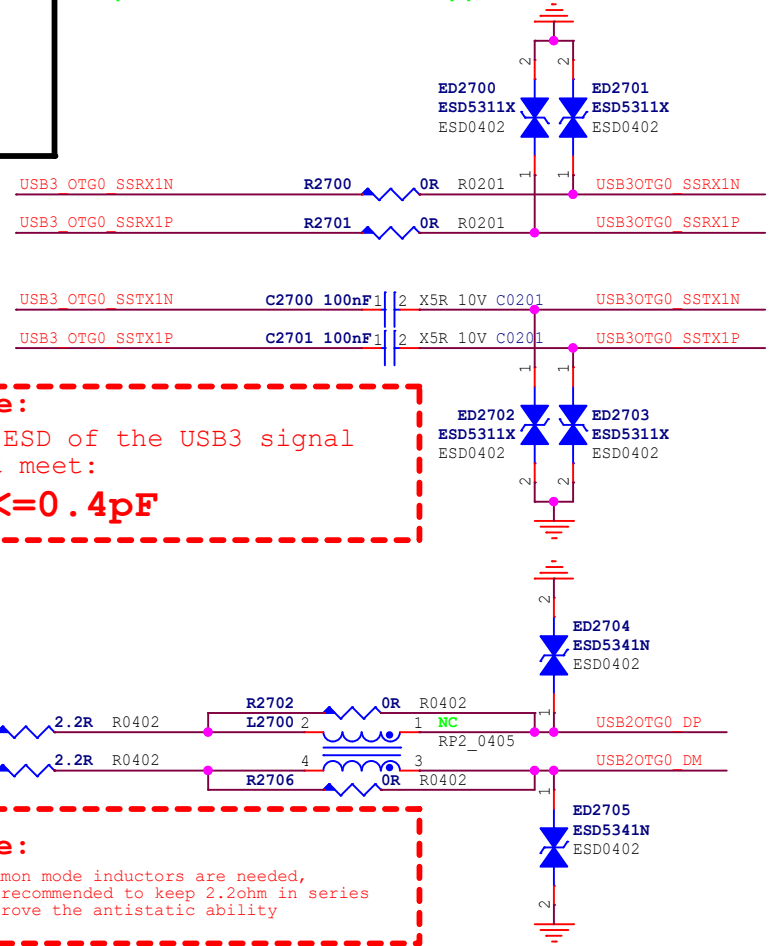 2 2
ED2700 ED2701
ESD5311X ESD5311X
ESD0402 ESD0402
1 1
USB3_OTG0_SSRX1N R2700 0R R0201 USB3OTG0_SSRX1N
USB3_OTG0_SSRX1P R2701 0R R0201 USB3OTG0_SSRX1P
USB3_OTG0_SSTX1N C2700 100nF 1 2 X5R 10V C0201 USB3OTG0_SSTX1N
USB3_OTG0_SSTX1P C2701 100nF 1 2 X5R 10V C0201 USB3OTG0_SSTX1P
1 1
ED2702 ED2703
ESD5311X ESD5311X
ESD0402 ESD0402
2 2
e:
ESD of the USB3 signal
meet:
<=0.4pF
2
ED2704
ESD5341N
ESD0402
1
R2702 0R R0402
2.2R R0402 L2700 2 1 NC USB2OTG0_DP
RP2_0405
2.2R R0402 4 3 USB2OTG0_DM
R2706 0R R0402
1
ED2705
ESD5341N
ESD0402
2
e:
mon mode inductors are needed,
recommended to keep 2.2ohm in series
rove the antistatic ability